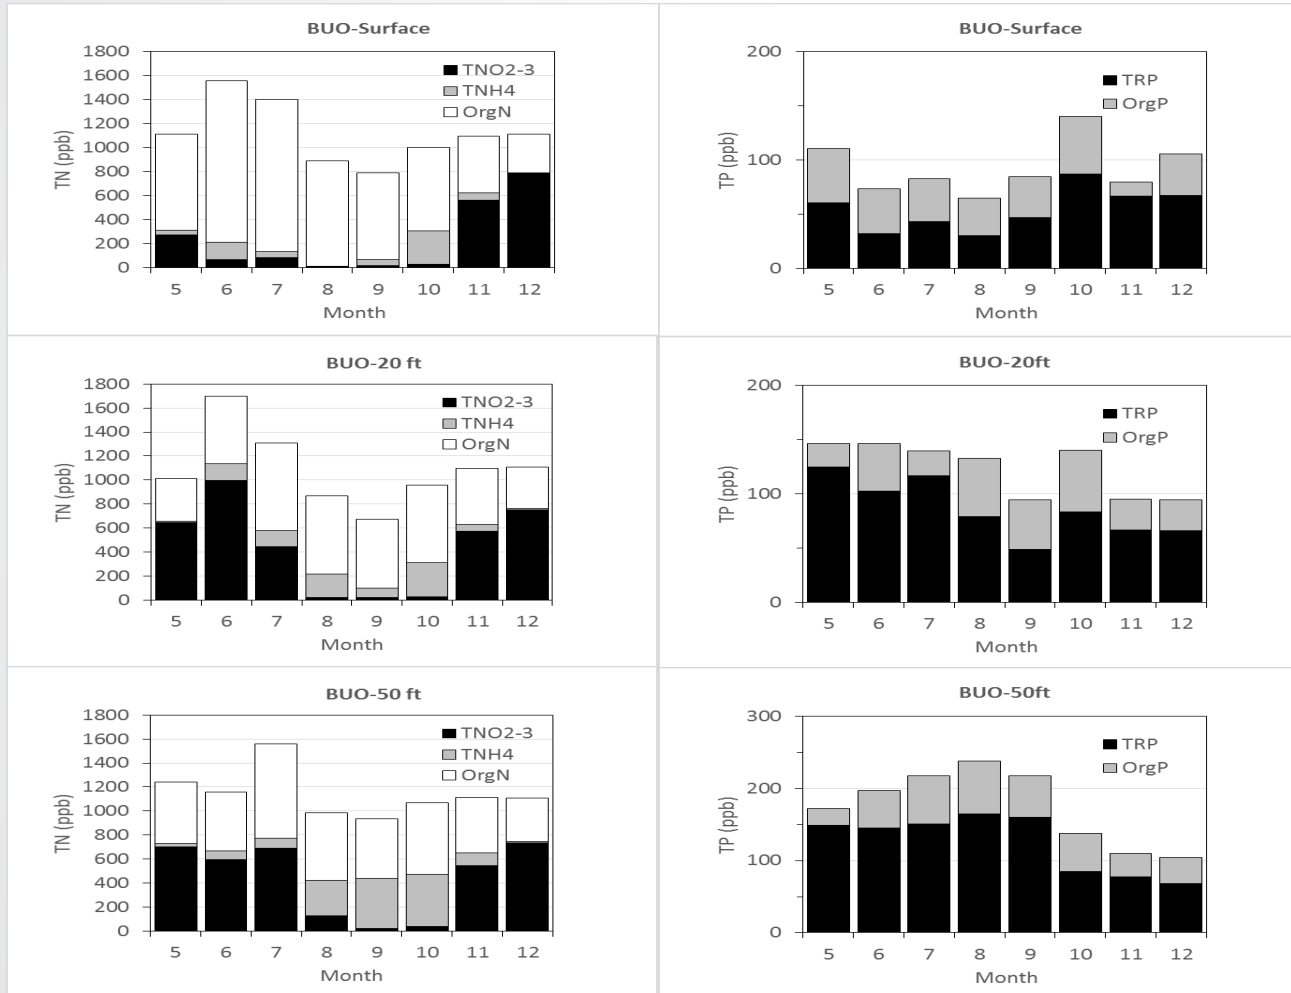 BUO-Surface
1800
1600
1400
1200
1000
800
600
400
200
0
TN (ppb)
TNO2-3
TNH4
OrgN
5 6 7 8 9 10 11 12
Month
BUO-Surface
200
100
0
TP (ppb)
TRP
OrgP
5 6 7 8 9 10 11 12
Month
BUO-20 ft
1800
1600
1400
1200
1000
800
600
400
200
0
TN (ppb)
TNO2-3
TNH4
OrgN
5 6 7 8 9 10 11 12
Month
BUO-20ft
200
100
0
TP (ppb)
TRP
OrgP
5 6 7 8 9 10 11 12
Month
BUO-50 ft
1800
1600
1400
1200
1000
800
600
400
200
0
TN (ppb)
TNO2-3
TNH4
OrgN
5 6 7 8 9 10 11 12
Month
BUO-50ft
300
200
100
0
TP (ppb)
TRP
OrgP
5 6 7 8 9 10 11 12
Month